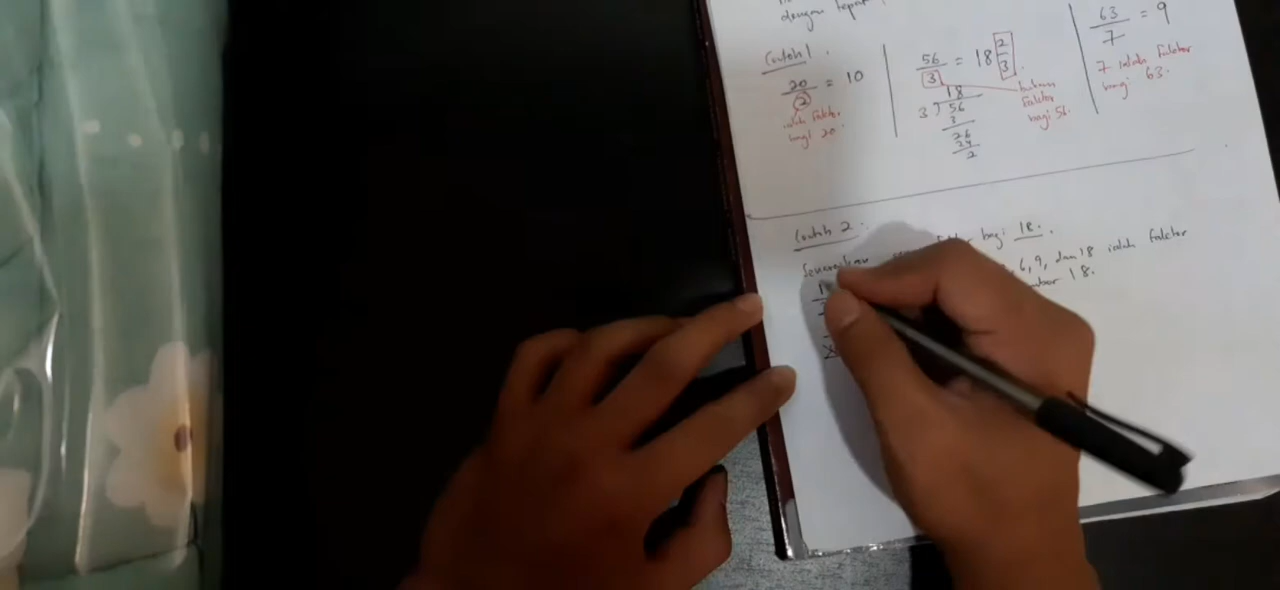 dengan tepat.
Contoh 1.
20/2 = 10
ialah faktor
bagi 20.
56/3 = 18 2/3.
bukan
faktor
bagi 56.
18
3 56
3
26
24
2
63/7 = 9
7 ialah faktor
bagi 63.
Contoh 2:
Senaraikan bagi 18.
6, 9, dan 18 ialah faktor
18.